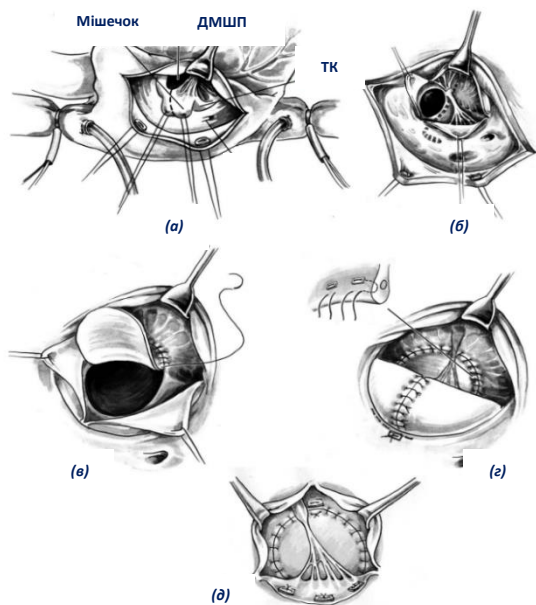 Мішечок ДМШП
ТК
(а)
(б)
(в)
(г)
(д)